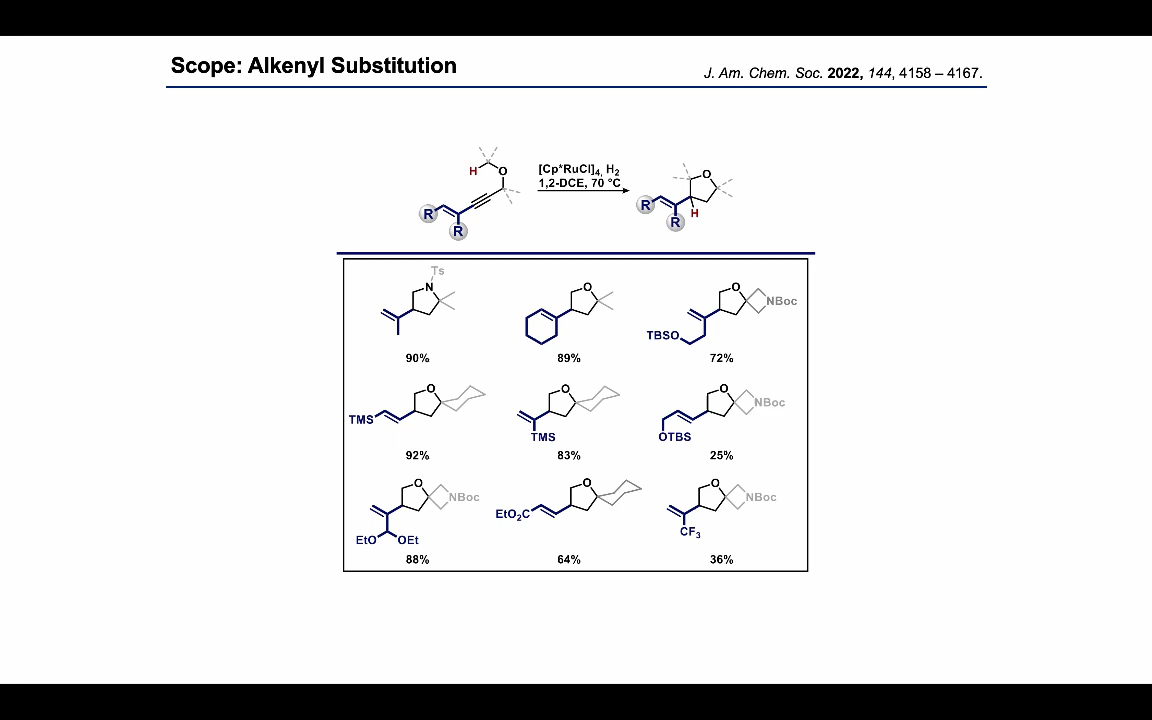 Scope: Alkenyl Substitution
J. Am. Chem. Soc. 2022, 144, 4158 – 4167.
H
O
R
R
[Cp*RuCl]4, H2
1,2-DCE, 70 °C
O
R
R
H
Ts
N
90%
O
89%
O
NBoc
TBSO
72%
O
TMS
92%
O
TMS
83%
O
NBoc
OTBS
25%
O
NBoc
EtO
OEt
88%
O
EtO2C
64%
O
NBoc
CF3
36%